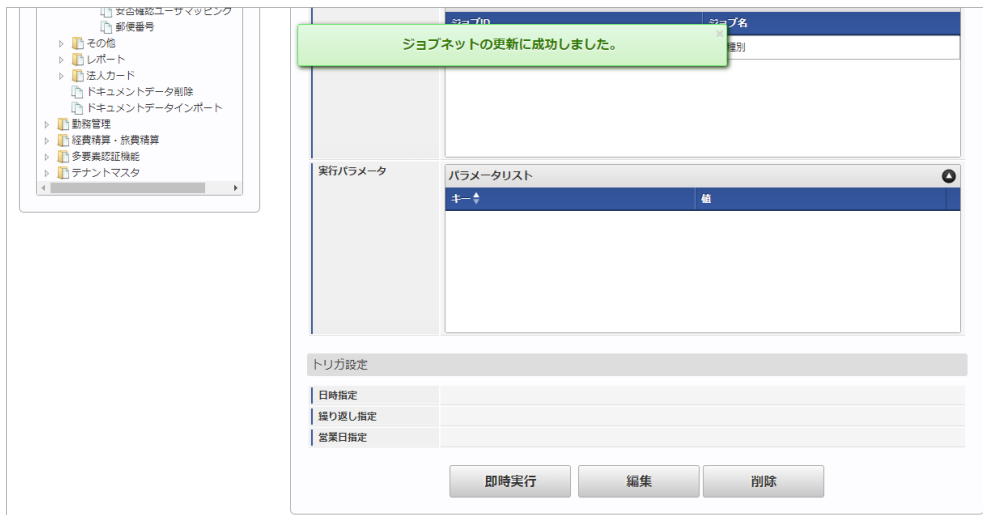 安否確認ユーザマッピング
郵便番号
その他
レポート
法人カード
ドキュメントデータ削除
ドキュメントデータインポート
勤務管理
経費精算・旅費精算
多要素認証機能
テナントマスタ
ジョブID
ジョブ名
ジョブネットの更新に成功しました。
種別
実行パラメータ
パラメータリスト
キー
値
トリガ設定
日時指定
繰り返し指定
営業日指定
即時実行
編集
削除